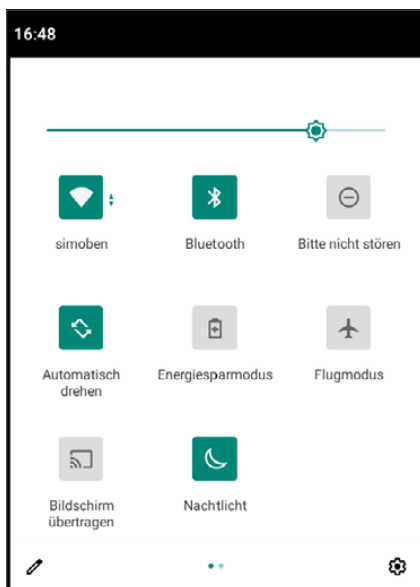 16:48
simoben
Bluetooth
Bitte nicht stören
Automatisch
drehen
Energiesparmodus
Flugmodus
Bildschirm
übertragen
Nachtlicht